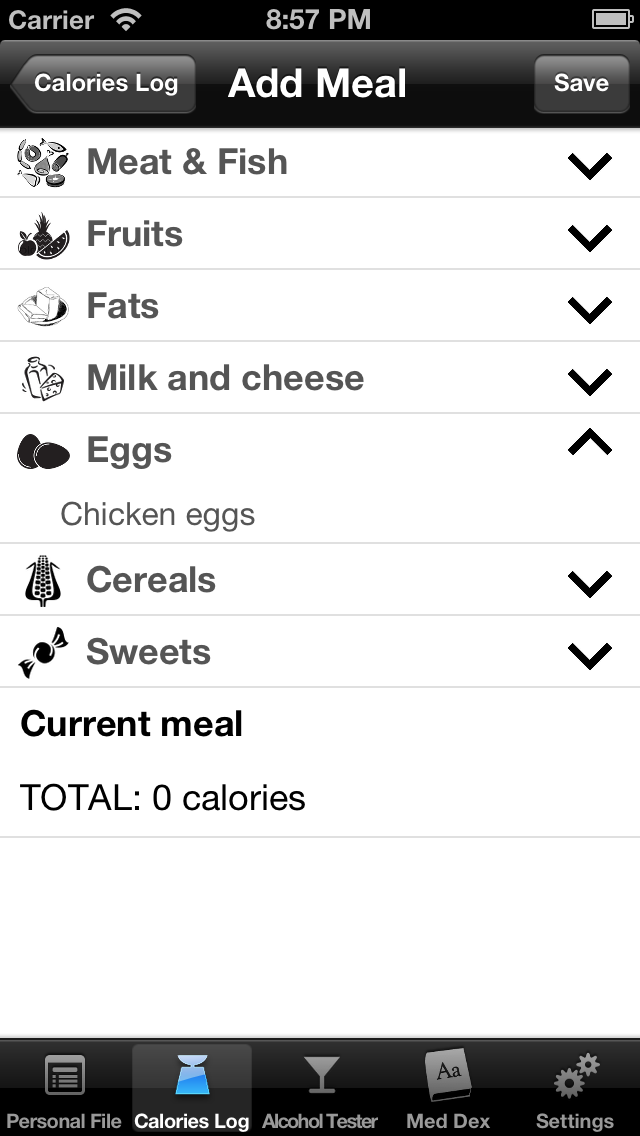 Carrier 8:57 PM
Calories Log Add Meal Save
Meat & Fish
Fruits
Fats
Milk and cheese
Eggs
Chicken eggs
Cereals
Sweets
Current meal
TOTAL: 0 calories
Aa
Personal File Calories Log Alcohol Tester Med Dex Settings